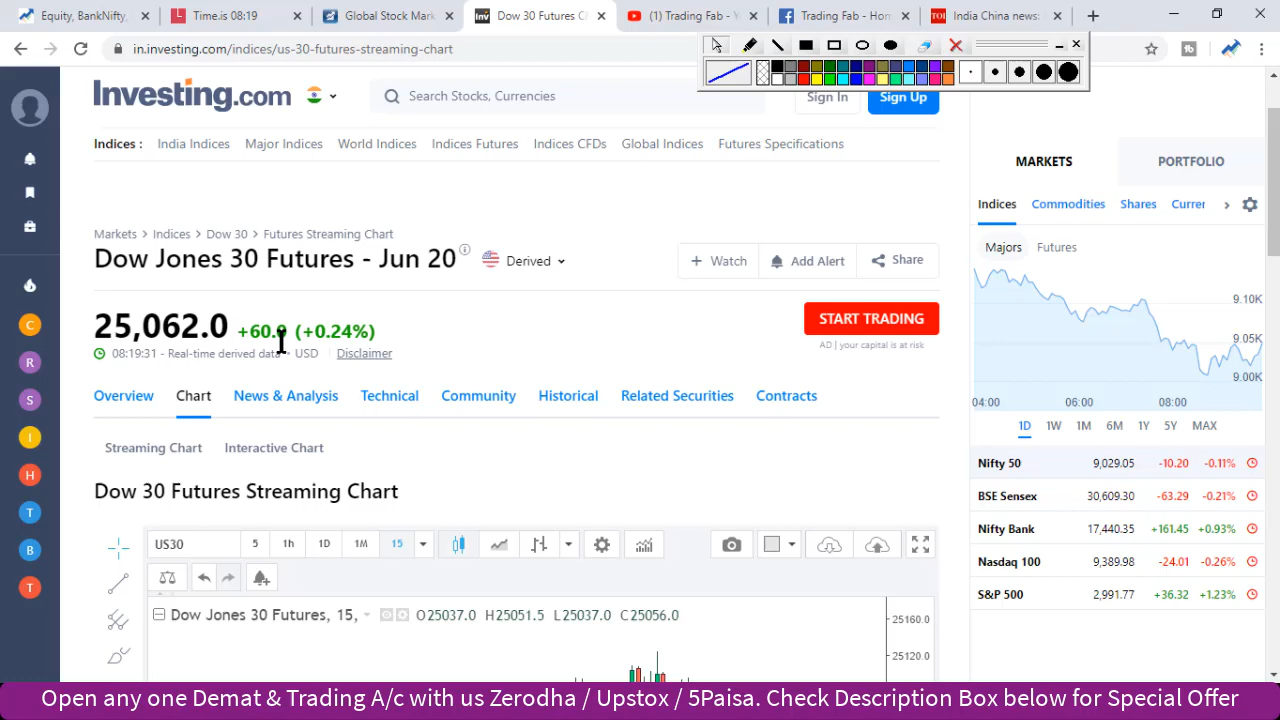 Equity, BankNifty,
Time.is 08:19
Global Stock Mark
Dow 30 Futures C
(1) Trading Fab - Y
Trading Fab - Hom
India China news:
in.investing.com/indices/us-30-futures-streaming-chart
Investing.com
Search Stocks, Currencies
Sign In
Sign Up
Indices :
India Indices
Major Indices
World Indices
Indices Futures
Indices CFDs
Global Indices
Futures Specifications
Markets > Indices > Dow 30 > Futures Streaming Chart
Dow Jones 30 Futures - Jun 20
Derived
+ Watch
Add Alert
Share
25,062.0 (+0.24%)
08:19:31 - Real-time derived data • USD
Disclaimer
START TRADING
AD | your capital is at risk
Overview
Chart
News & Analysis
Technical
Community
Historical
Related Securities
Contracts
Streaming Chart
Interactive Chart
Dow 30 Futures Streaming Chart
US30
5
1h
1D
1M
15
Dow Jones 30 Futures, 15,
O25037.0 H25051.5 L25037.0 C25056.0
25160.0
25120.0
MARKETS
PORTFOLIO
Indices
Commodities
Shares
Currer
Majors
Futures
9.10K
9.05K
9.00K
04:00
06:00
08:00
1D
1W
1M
6M
1Y
5Y
MAX
Nifty 50 9,029.05 -10.20 -0.11%
BSE Sensex 30,609.30 -63.29 -0.21%
Nifty Bank 17,440.35 +161.45 +0.93%
Nasdaq 100 9,389.98 -24.01 -0.26%
S&P 500 2,991.77 +36.32 +1.23%
C
R
S
I
H
T
B
T
Open any one Demat & Trading A/c with us Zerodha / Upstox / 5Paisa. Check Description Box below for Special Offer